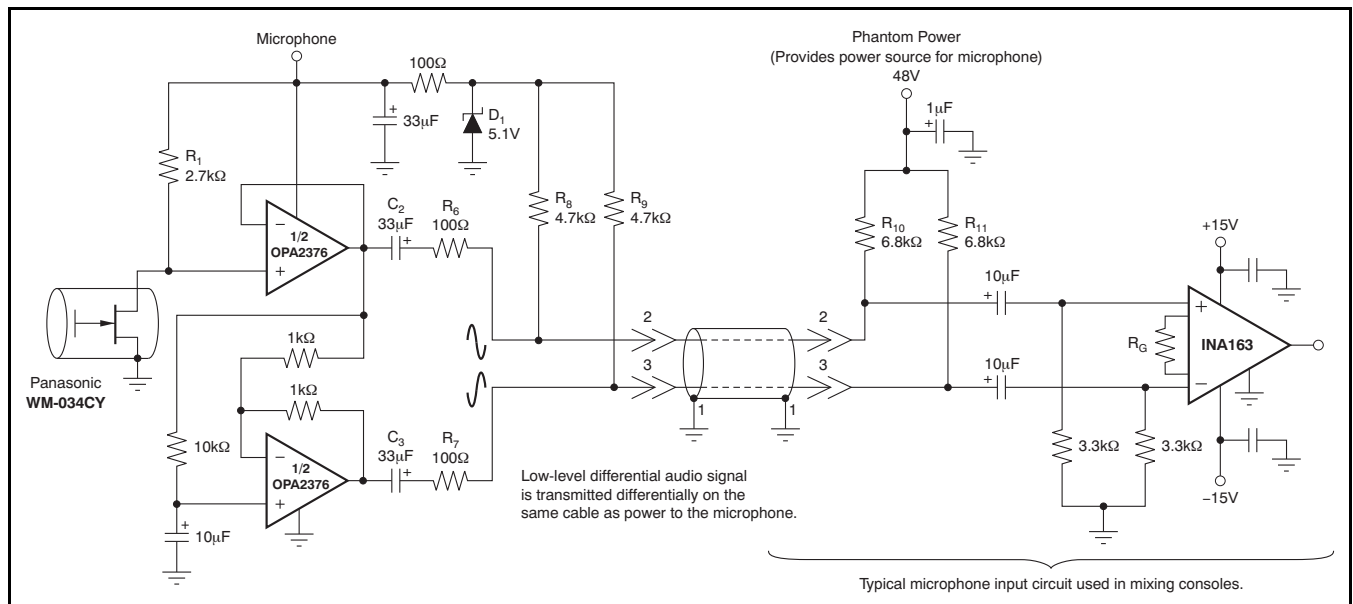 Microphone
100Ω
+
33μF
D1
5.1V
R1
2.7kΩ
−
1/2
OPA2376
+
C2
33μF
+
R6
100Ω
R8
4.7kΩ
R9
4.7kΩ
Panasonic
WM-034CY
1kΩ
1kΩ
10kΩ
−
1/2
OPA2376
+
C3
33μF
+
R7
100Ω
+
10μF
2
3
1
1
2
3
Low-level differential audio signal
is transmitted differentially on the
same cable as power to the microphone.
Phantom Power
(Provides power source for microphone)
48V
1μF
+
R10
6.8kΩ
R11
6.8kΩ
10μF
+
10μF
+
+15V
+
RG
INA163
−
3.3kΩ
3.3kΩ
−15V
Typical microphone input circuit used in mixing consoles.